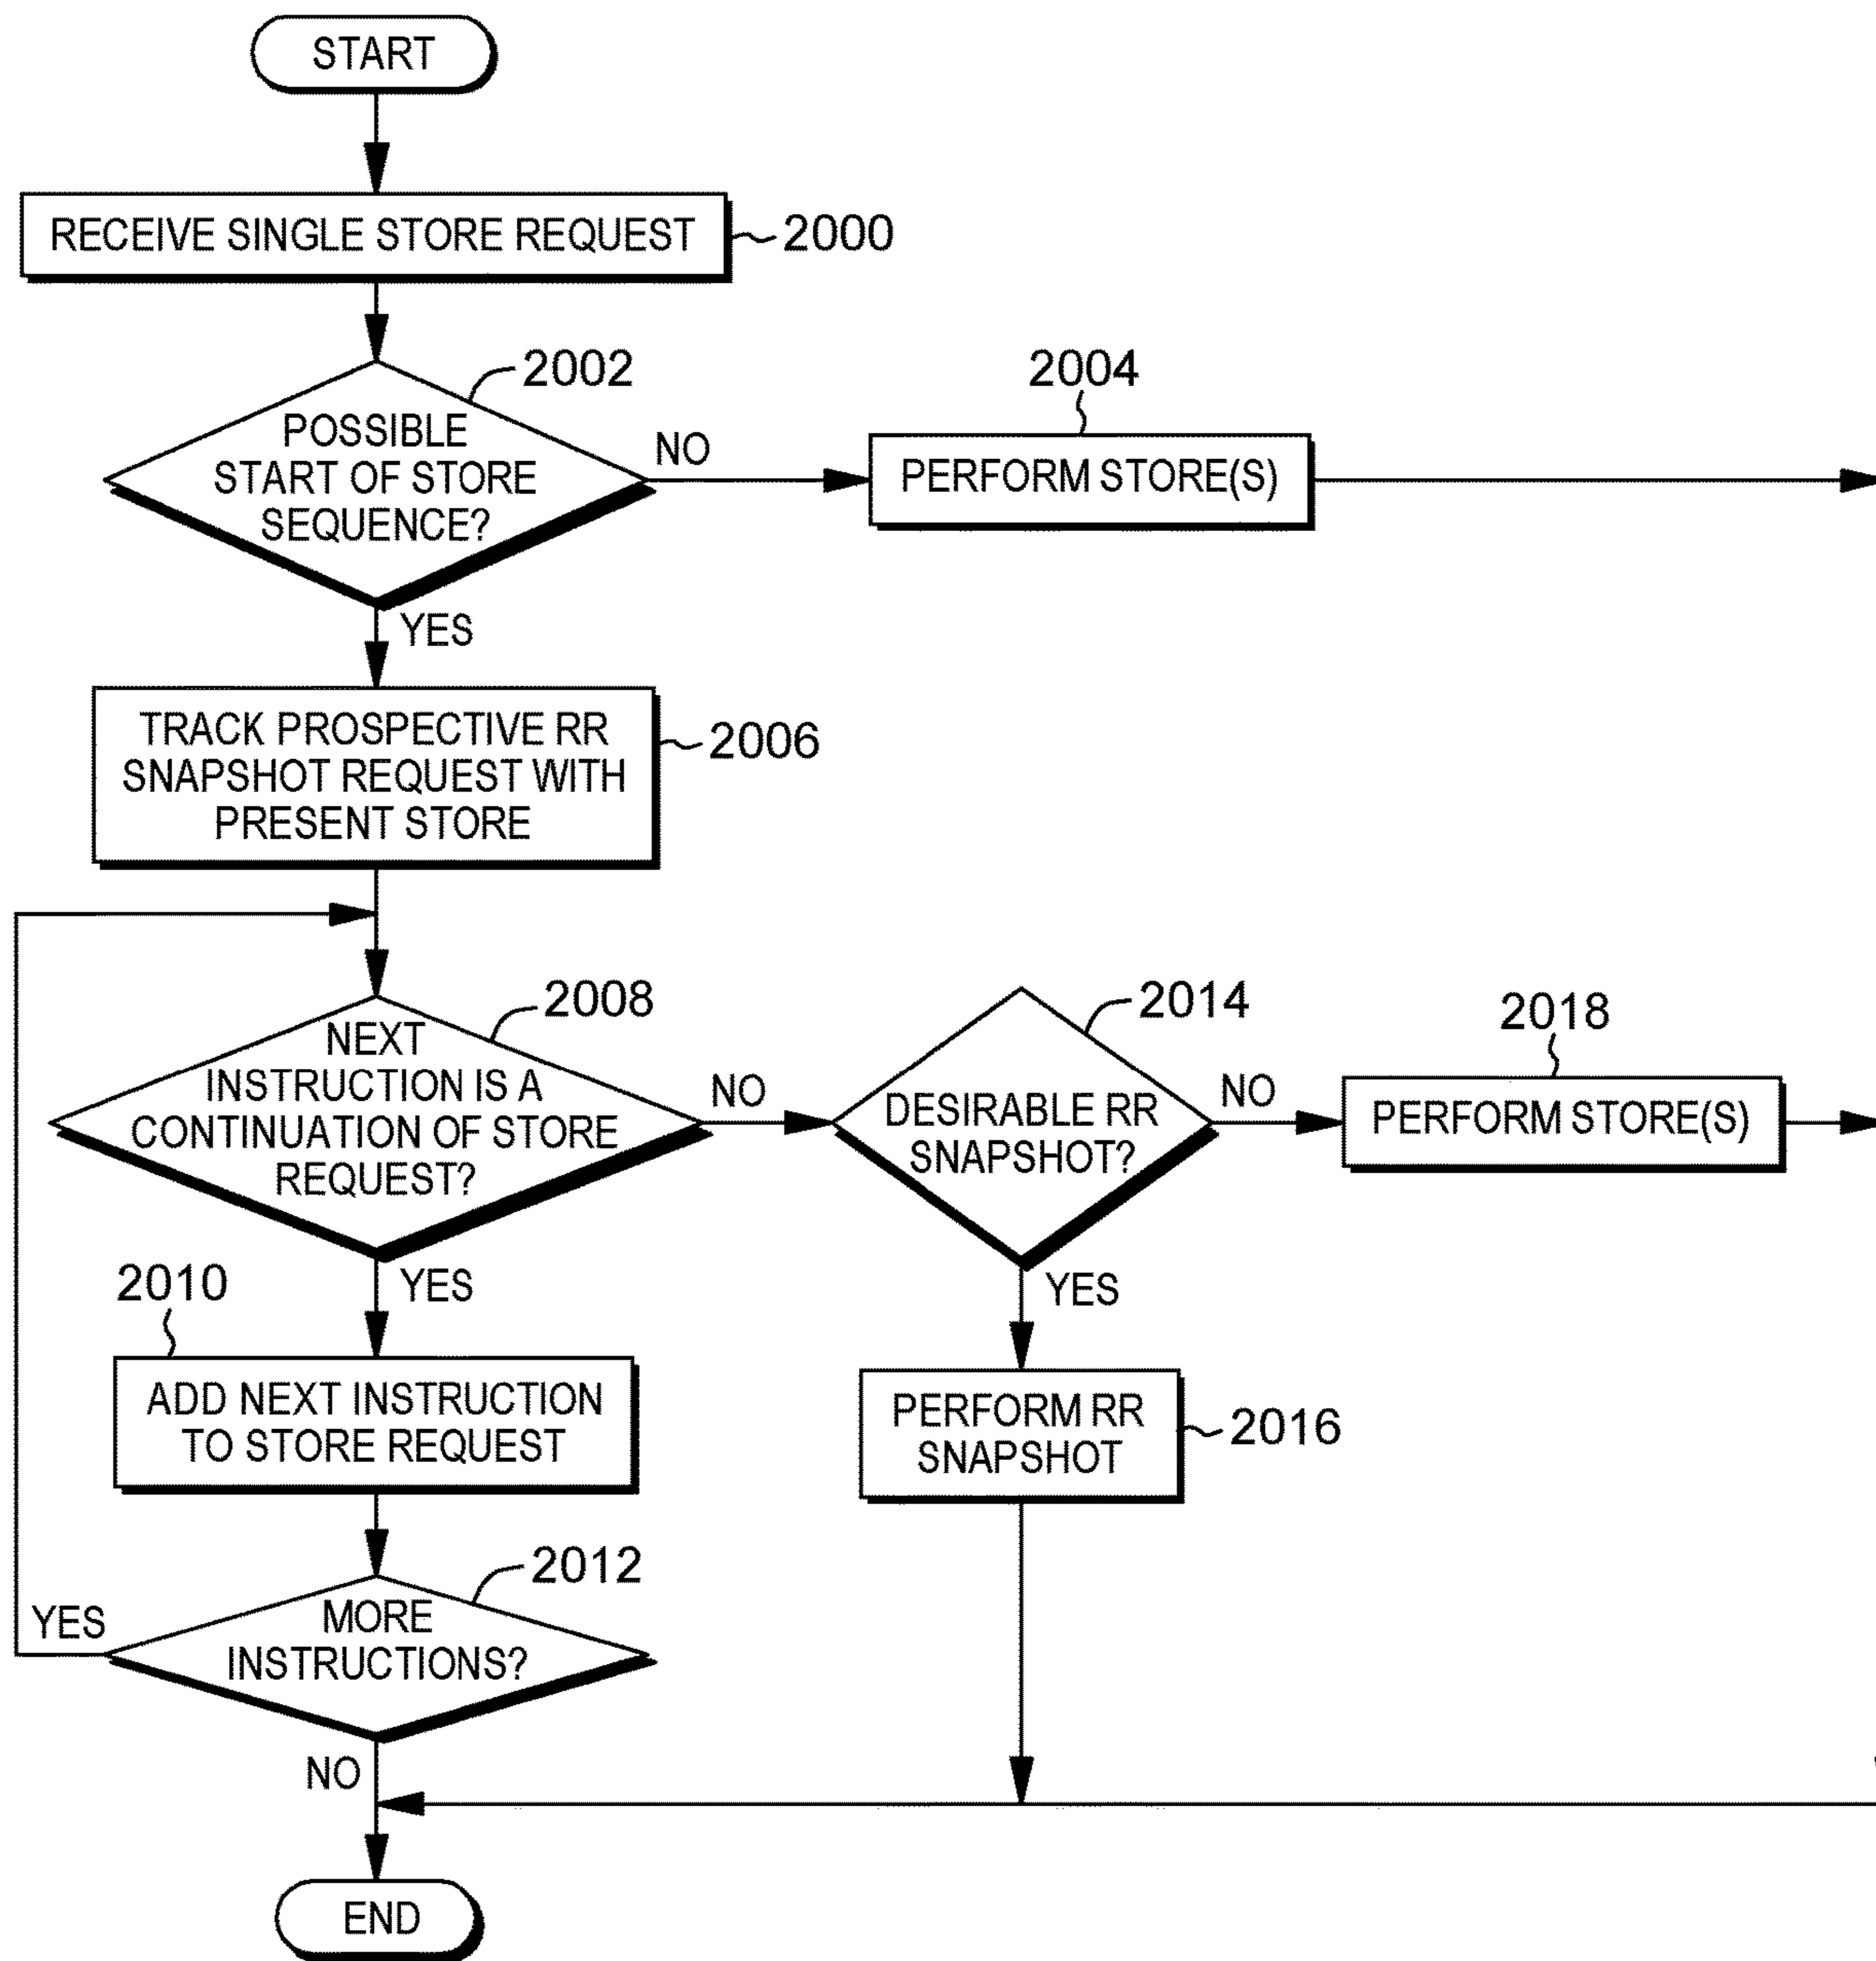 START
RECEIVE SINGLE STORE REQUEST
2000
2002
POSSIBLE
START OF STORE
SEQUENCE?
NO
2004
PERFORM STORE(S)
YES
TRACK PROSPECTIVE RR
SNAPSHOT REQUEST WITH
PRESENT STORE
2006
2008
NEXT
INSTRUCTION IS A
CONTINUATION OF STORE
REQUEST?
NO
2014
DESIRABLE RR
SNAPSHOT?
NO
2018
PERFORM STORE(S)
YES
2010
ADD NEXT INSTRUCTION
TO STORE REQUEST
YES
PERFORM RR
SNAPSHOT
2016
2012
MORE
INSTRUCTIONS?
YES
NO
END